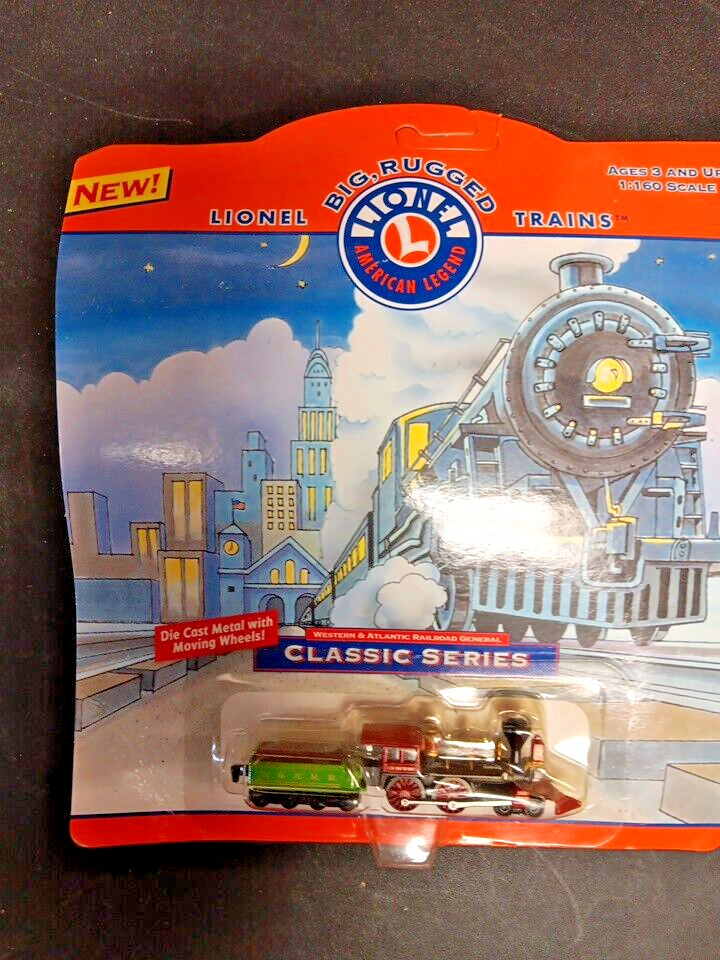 NEW!
BIG, RUGGED
LIONEL TRAINS™
LIONEL
L
AMERICAN LEGEND
AGES 3 AND UP
1:160 SCALE
Die Cast Metal with
Moving Wheels!
WESTERN & ATLANTIC RAILROAD GENERAL
CLASSIC SERIES
R.R.